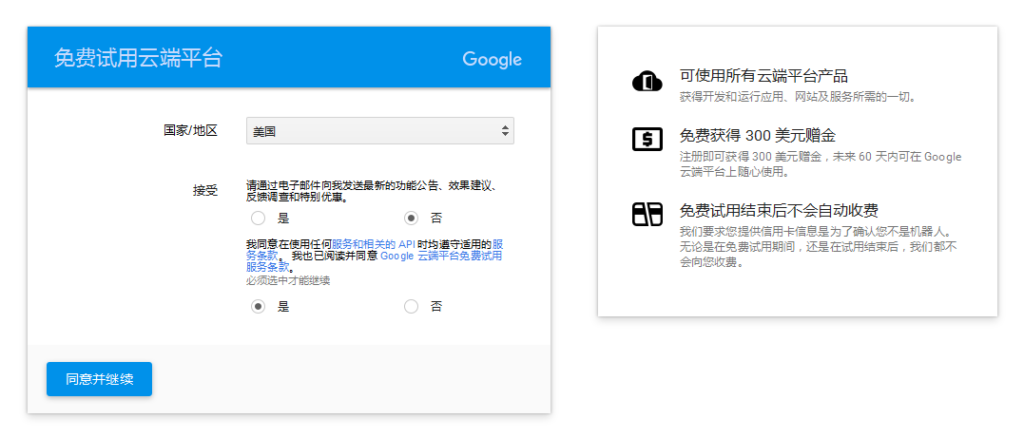 免费试用云端平台
Google
国家/地区
美国
接受
请通过电子邮件向我发送最新的功能公告、效果建议、
反馈调查和特别优惠。
是
否
我同意在使用任何服务和相关的 API 时均遵守适用的服
务条款。 我也已阅读并同意 Google 云端平台免费试用
服务条款。
必须选中才能继续
是
否
同意并继续
可使用所有云端平台产品
获得开发和运行应用、网站及服务所需的一切。
免费获得 300 美元赠金
注册即可获得 300 美元赠金，未来 60 天内可在 Google
云端平台上随心使用。
免费试用结束后不会自动收费
我们要求您提供信用卡信息是为了确认您不是机器人。
无论是在免费试用期间，还是在试用结束后，我们都不
会向您收费。